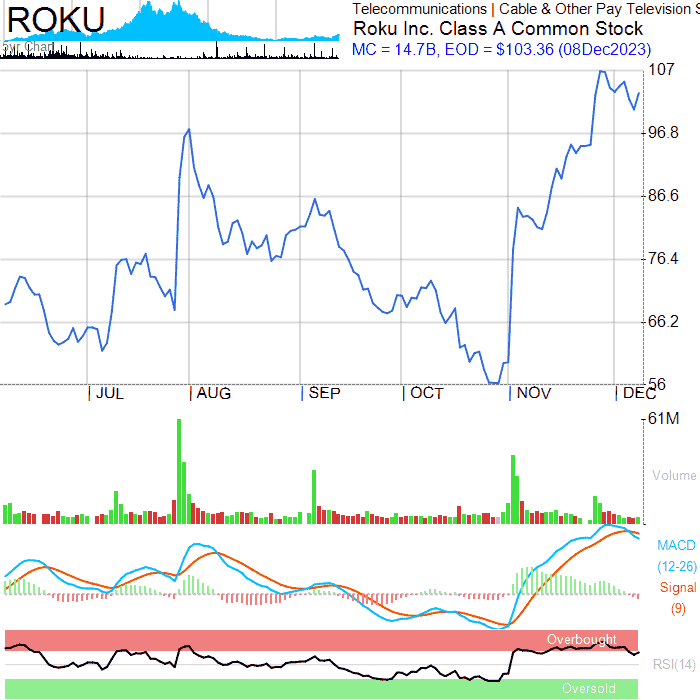 ROKU
5yr Chart
Telecommunications | Cable & Other Pay Television S
Roku Inc. Class A Common Stock
MC = 14.7B, EOD = $103.36 (08Dec2023)
107
96.8
86.6
76.4
66.2
56
JUL AUG SEP OCT NOV DEC
61M
Volume
MACD
(12-26)
Signal
(9)
Overbought
RSI(14)
Oversold